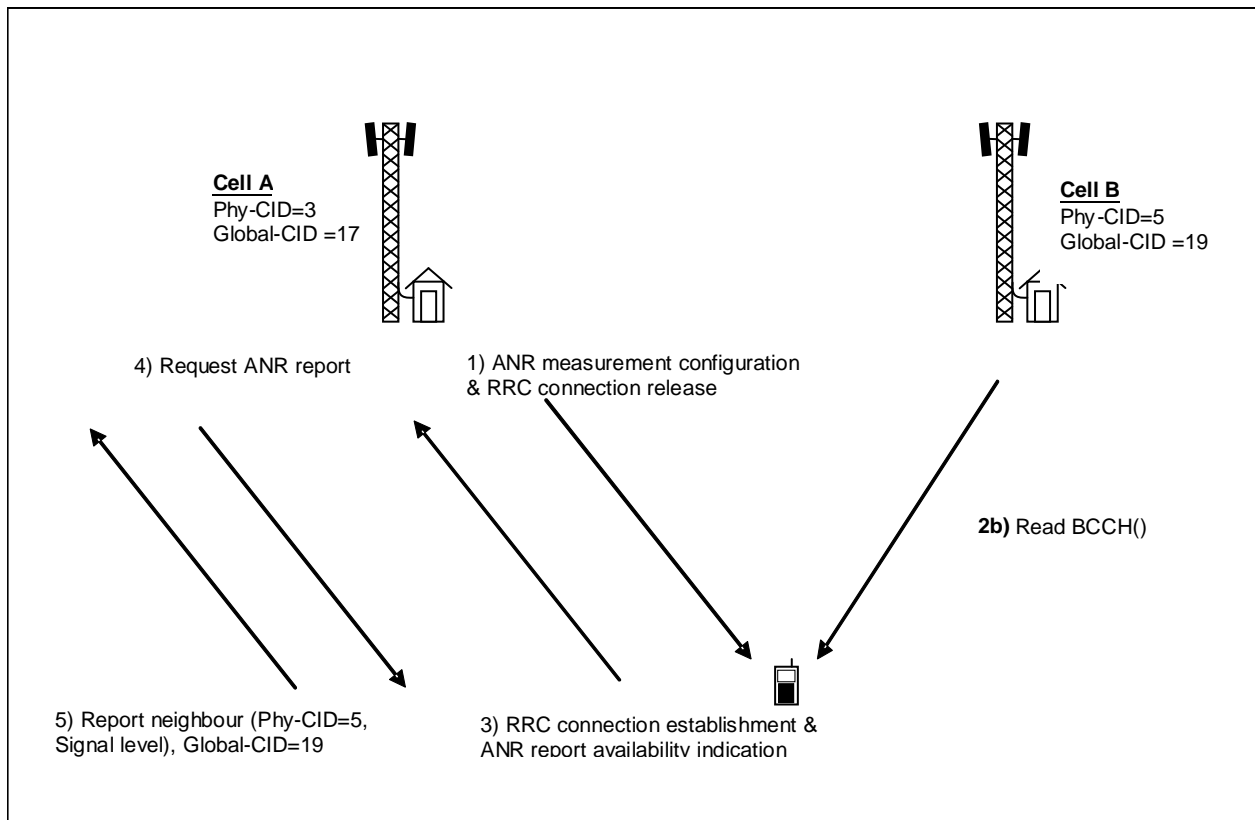 Cell A
Phy-CID=3
Global-CID =17
Cell B
Phy-CID=5
Global-CID =19
4) Request ANR report
1) ANR measurement configuration
& RRC connection release
2b) Read BCCH()
5) Report neighbour (Phy-CID=5,
Signal level), Global-CID=19
3) RRC connection establishment &
ANR report availability indication